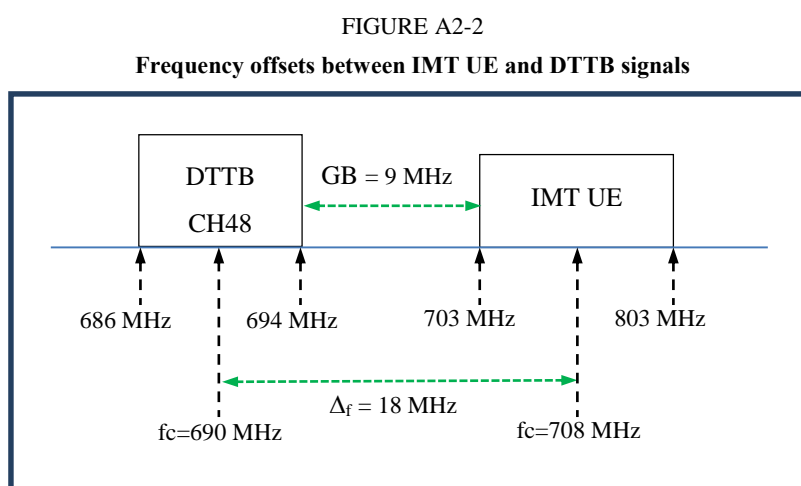 FIGURE A2-2
Frequency offsets between IMT UE and DTTB signals
DTTB
CH48
GB = 9 MHz
IMT UE
686 MHz
694 MHz
703 MHz
803 MHz
Δf = 18 MHz
fc=690 MHz
fc=708 MHz